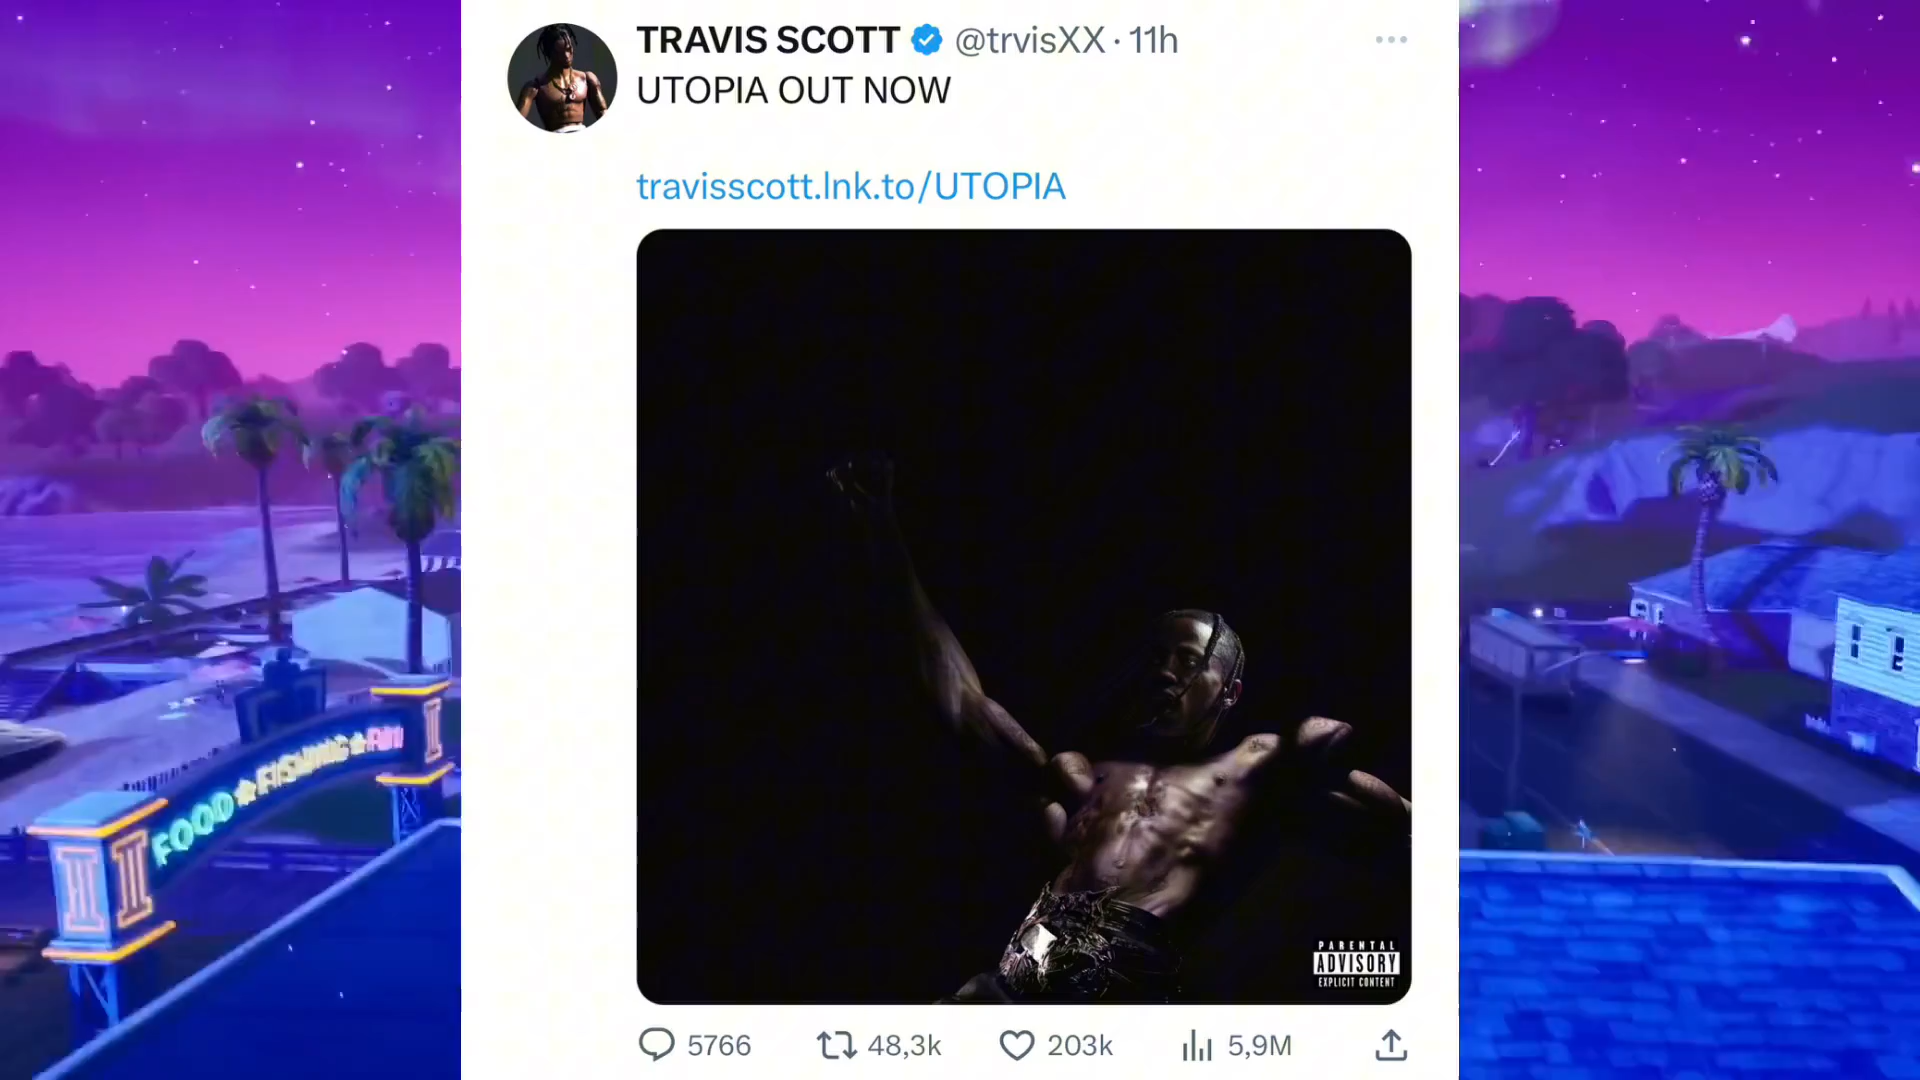 TRAVIS SCOTT @trvisXX · 11h
UTOPIA OUT NOW
travisscott.lnk.to/UTOPIA
FOOD★FISHING★FUN
PARENTAL
ADVISORY
EXPLICIT CONTENT
5766 48,3k 203k 5,9M